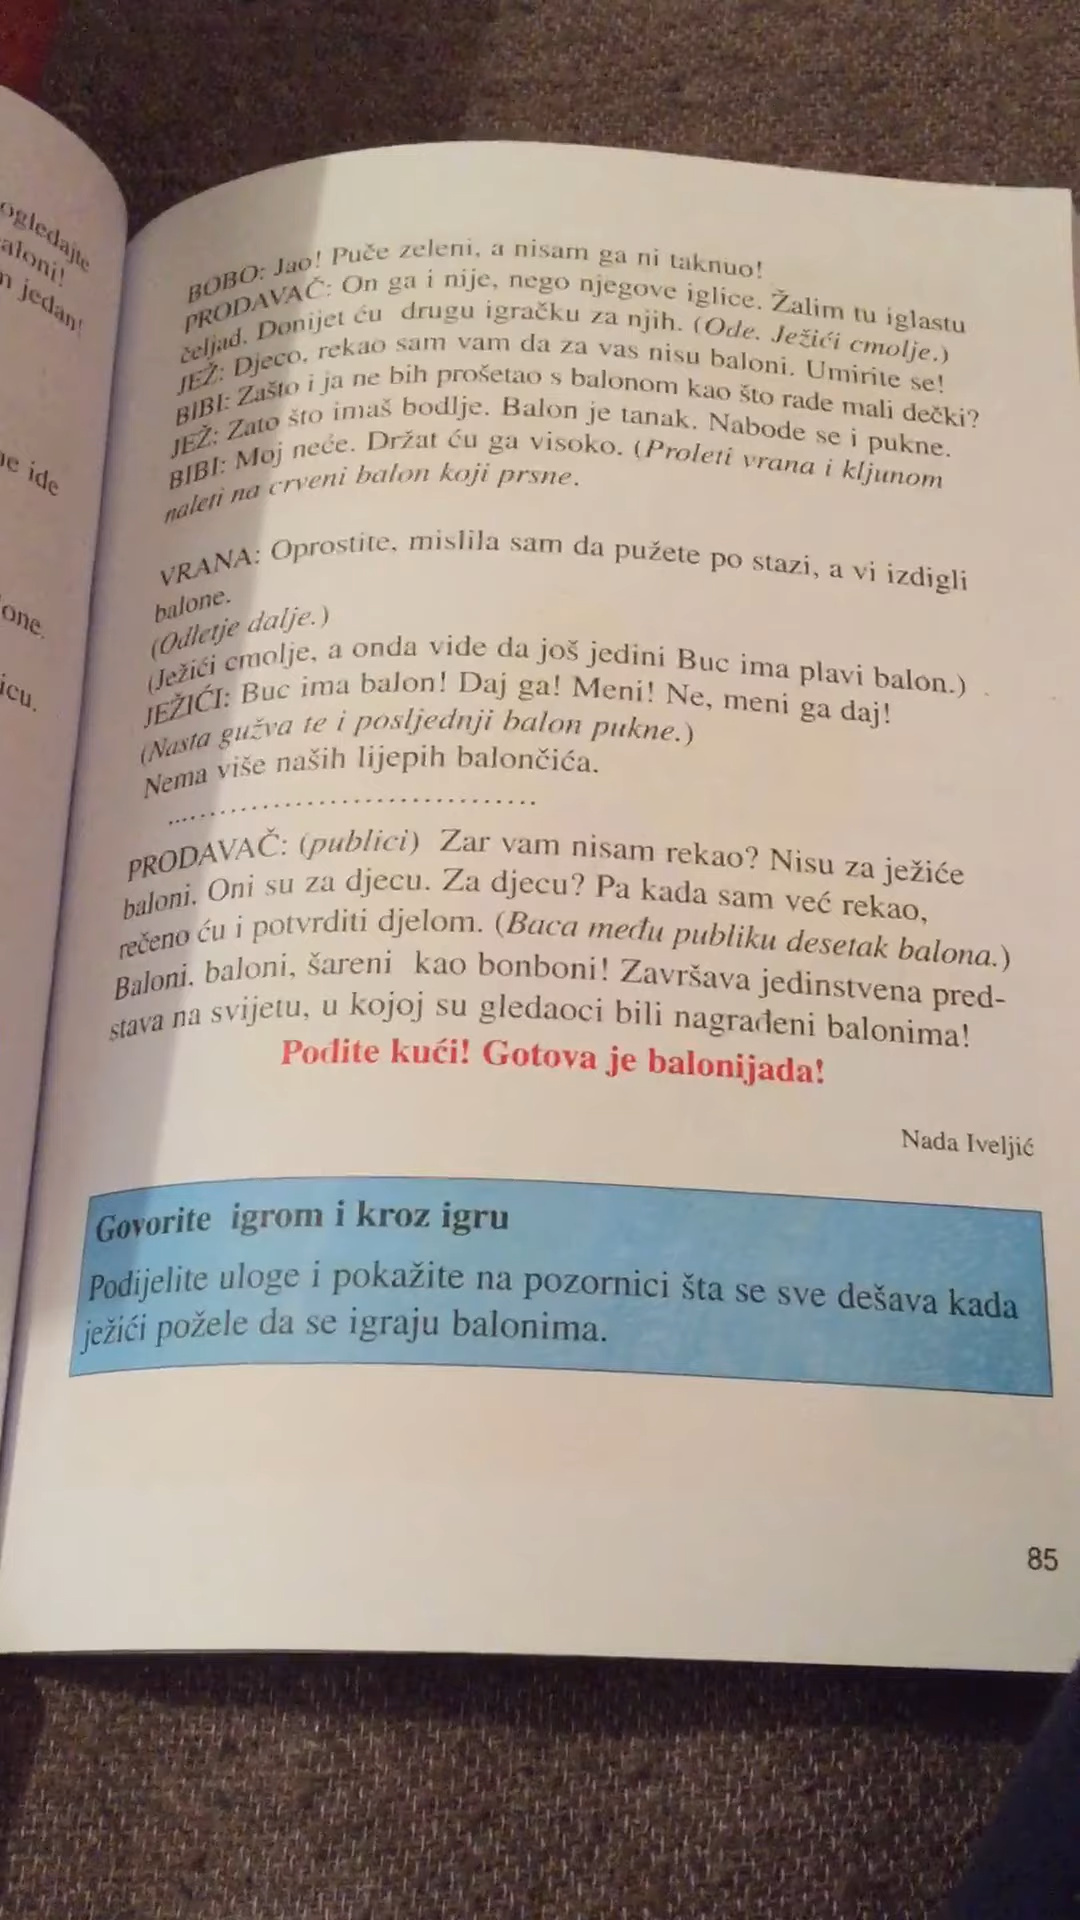 ogledajte
aloni!
n jedan!
ne ide
one.
icu.
BOBO: Jao! Puče zeleni, a nisam ga ni taknuo!
PRODAVAČ: On ga i nije, nego njegove iglice. Žalim tu iglastu
čeljad. Donijet ću drugu igračku za njih. (Ode. Ježići cmolje.)
JEŽ: Djeco, rekao sam vam da za vas nisu baloni. Umirite se!
BIBI: Zašto i ja ne bih prošetao s balonom kao što rade mali dečki?
JEŽ: Zato što imaš bodlje. Balon je tanak. Nabode se i pukne.
BIBI: Moj neće. Držat ću ga visoko. (Proleti vrana i kljunom
naleti na crveni balon koji prsne.
VRANA: Oprostite, mislila sam da pužete po stazi, a vi izdigli
balone.
(Odletje dalje.)
(Ježići cmolje, a onda vide da još jedini Buc ima plavi balon.)
JEŽIĆI: Buc ima balon! Daj ga! Meni! Ne, meni ga daj!
(Nasta gužva te i posljednji balon pukne.)
Nema više naših lijepih balončića.
....................................
PRODAVAČ: (publici) Zar vam nisam rekao? Nisu za ježiće
baloni. Oni su za djecu. Za djecu? Pa kada sam već rekao,
rečeno ću i potvrditi djelom. (Baca među publiku desetak balona.)
Baloni, baloni, šareni kao bonboni! Završava jedinstvena pred-
stava na svijetu, u kojoj su gledaoci bili nagrađeni balonima!
Pođite kući! Gotova je balonijada!
Nada Iveljić
Govorite igrom i kroz igru
Podijelite uloge i pokažite na pozornici šta se sve dešava kada
ježići požele da se igraju balonima.
85